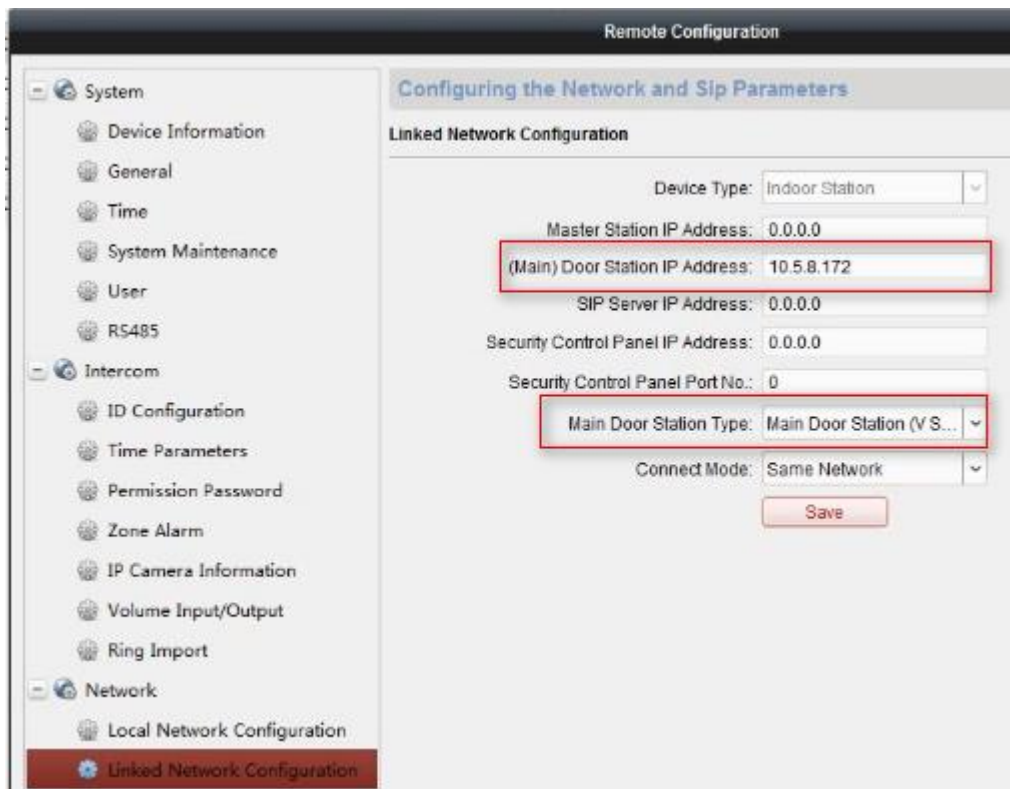 Remote Configuration
System
Device Information
General
Time
System Maintenance
User
RS485
Intercom
ID Configuration
Time Parameters
Permission Password
Zone Alarm
IP Camera Information
Volume Input/Output
Ring Import
Network
Local Network Configuration
Linked Network Configuration
Configuring the Network and Sip Parameters
Linked Network Configuration
Device Type: Indoor Station
Master Station IP Address: 0.0.0.0
(Main) Door Station IP Address: 10.5.8.172
SIP Server IP Address: 0.0.0.0
Security Control Panel IP Address: 0.0.0.0
Security Control Panel Port No.: 0
Main Door Station Type: Main Door Station (V S...
Connect Mode: Same Network
Save